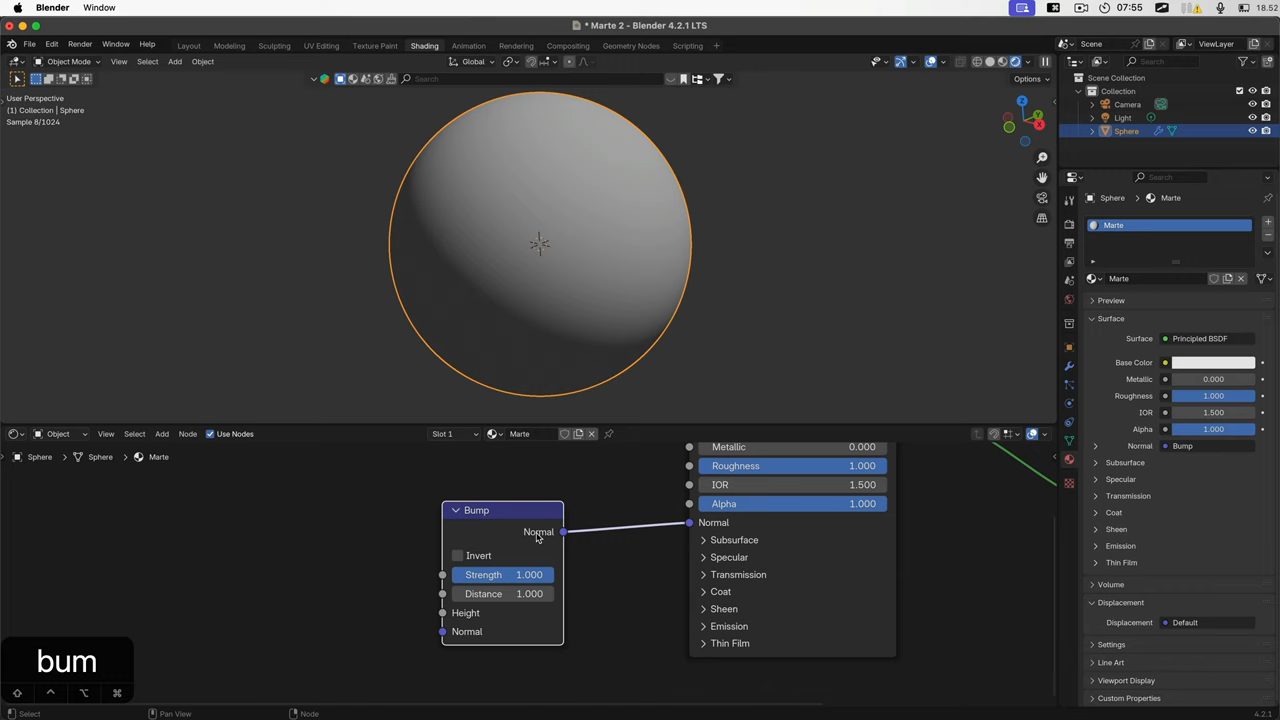 Blender Window 07:55 18.52
* Marte 2 - Blender 4.2.1 LTS
File Edit Render Window Help Layout Modeling Sculpting UV Editing Texture Paint Shading Animation Rendering Compositing Geometry Nodes Scripting + Scene ViewLayer
Object Mode View Select Add Object Global Search
Search Options
User Perspective
(1) Collection | Sphere
Sample 8/1024
Z
Y
X
Scene Collection
Collection
Camera
Light
Sphere
Search
Sphere > Marte
Marte
Marte
Preview
Surface
Surface Principled BSDF
Base Color
Metallic 0.000
Roughness 1.000
IOR 1.500
Alpha 1.000
Normal Bump
Subsurface
Specular
Transmission
Coat
Sheen
Emission
Thin Film
Volume
Displacement
Displacement Default
Settings
Line Art
Viewport Display
Custom Properties
Object View Select Add Node Use Nodes Slot 1 Marte
Sphere > Sphere > Marte
Bump
Normal
Invert
Strength 1.000
Distance 1.000
Height
Normal
Metallic 0.000
Roughness 1.000
IOR 1.500
Alpha 1.000
Normal
Subsurface
Specular
Transmission
Coat
Sheen
Emission
Thin Film
bum
Select Pan View Node 4.2.1